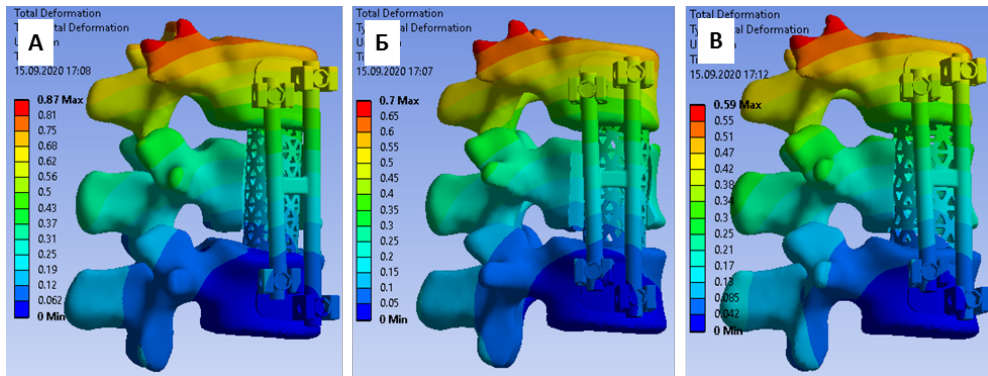 Total Deformation
А
Deformation
15.09.2020 17:08
0.87 Max
0.81
0.75
0.68
0.62
0.56
0.5
0.43
0.37
0.31
0.25
0.19
0.12
0.062
0 Min
Total Deformation
Б
Deformation
15.09.2020 17:07
0.7 Max
0.65
0.6
0.55
0.5
0.45
0.4
0.35
0.3
0.25
0.2
0.15
0.1
0.05
0 Min
Total Deformation
В
Deformation
15.09.2020 17:12
0.59 Max
0.55
0.51
0.47
0.42
0.38
0.34
0.3
0.25
0.21
0.17
0.13
0.085
0.042
0 Min